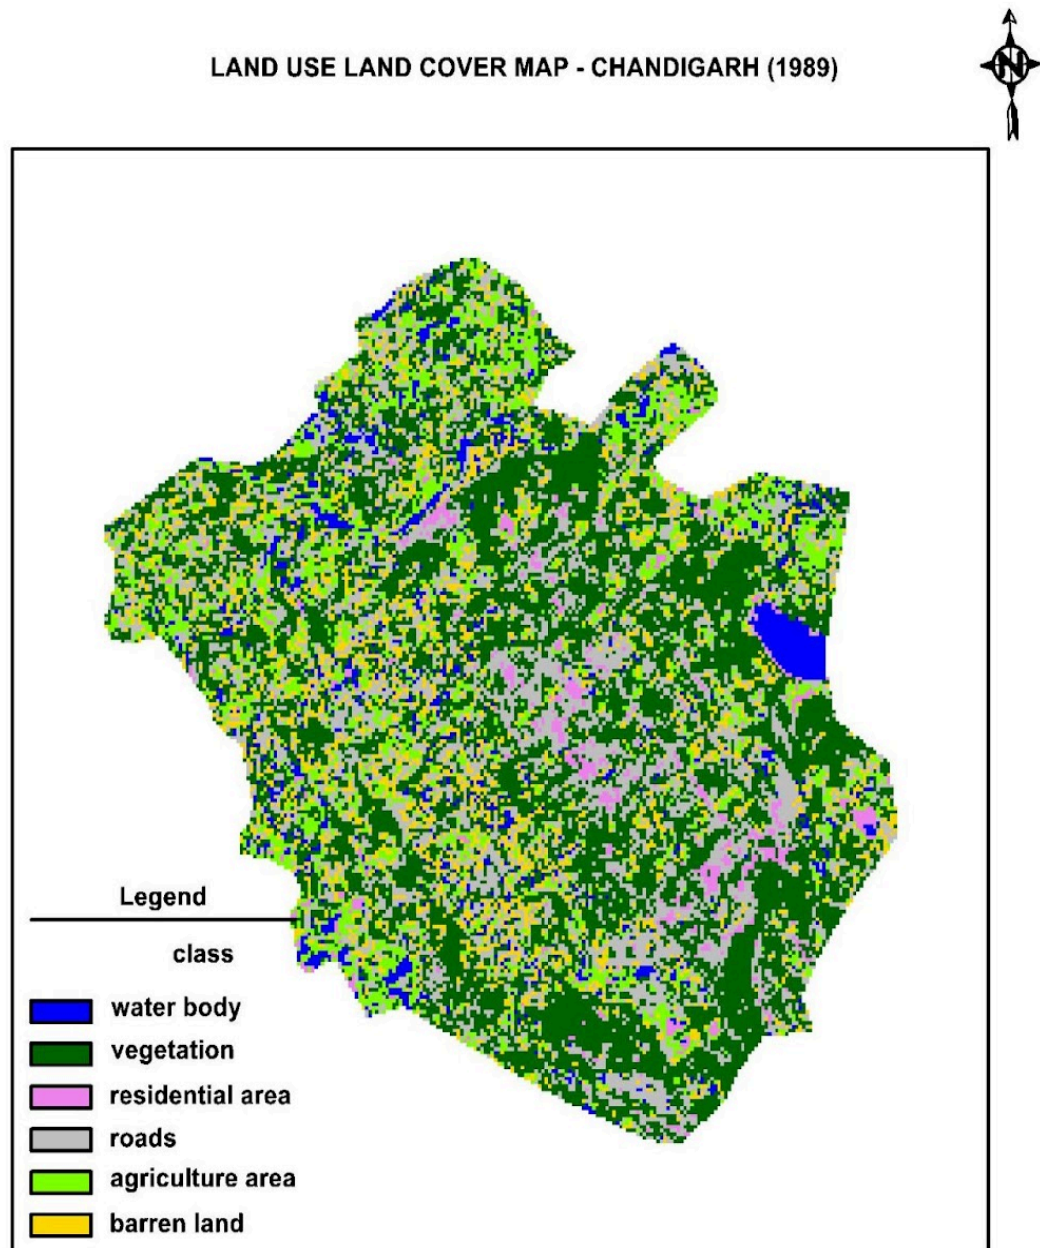 LAND USE LAND COVER MAP - CHANDIGARH (1989)
N
Legend
class
water body
vegetation
residential area
roads
agriculture area
barren land